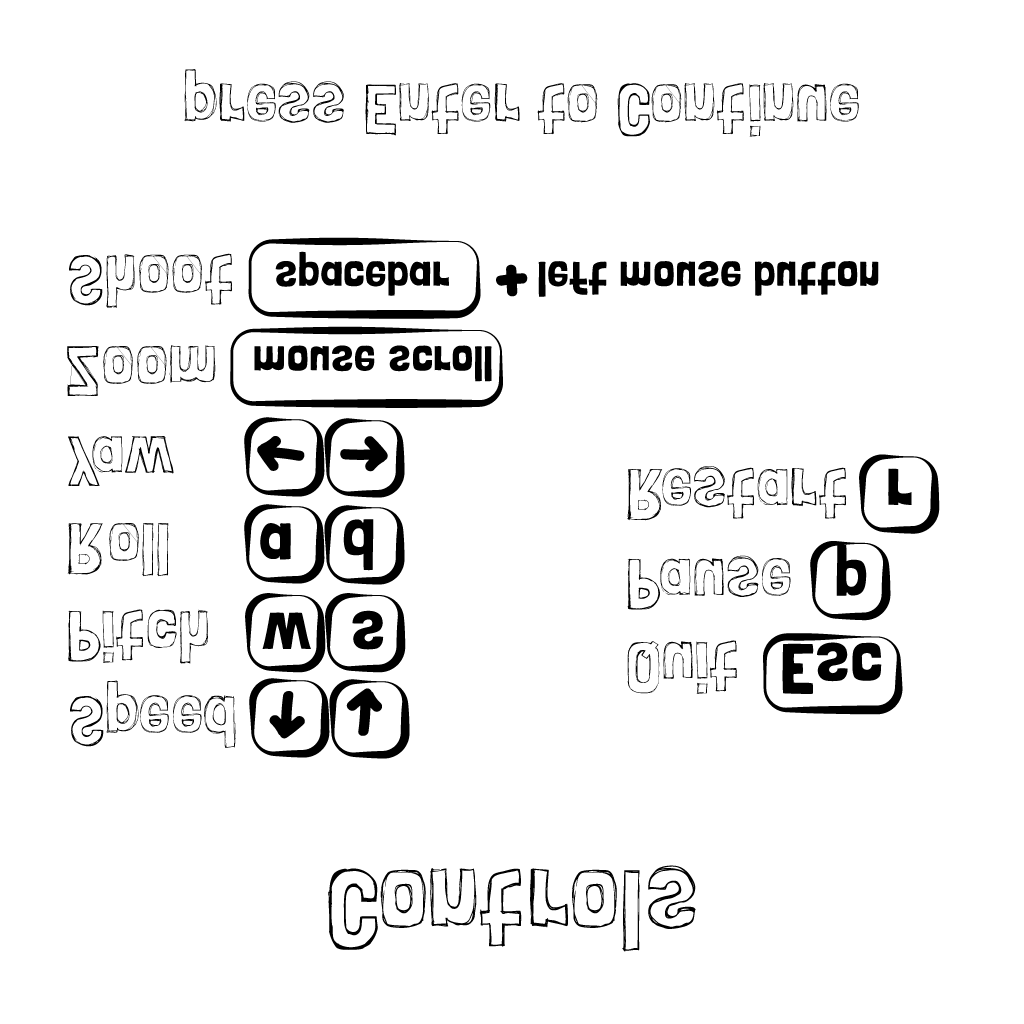 Controls
Speed ↑ ↓
Pitch w s
Roll a d
Yaw ← →
Zoom mouse scroll
Shoot spacebar + left mouse button
Quit Esc
Pause p
Restart r
press Enter to Continue